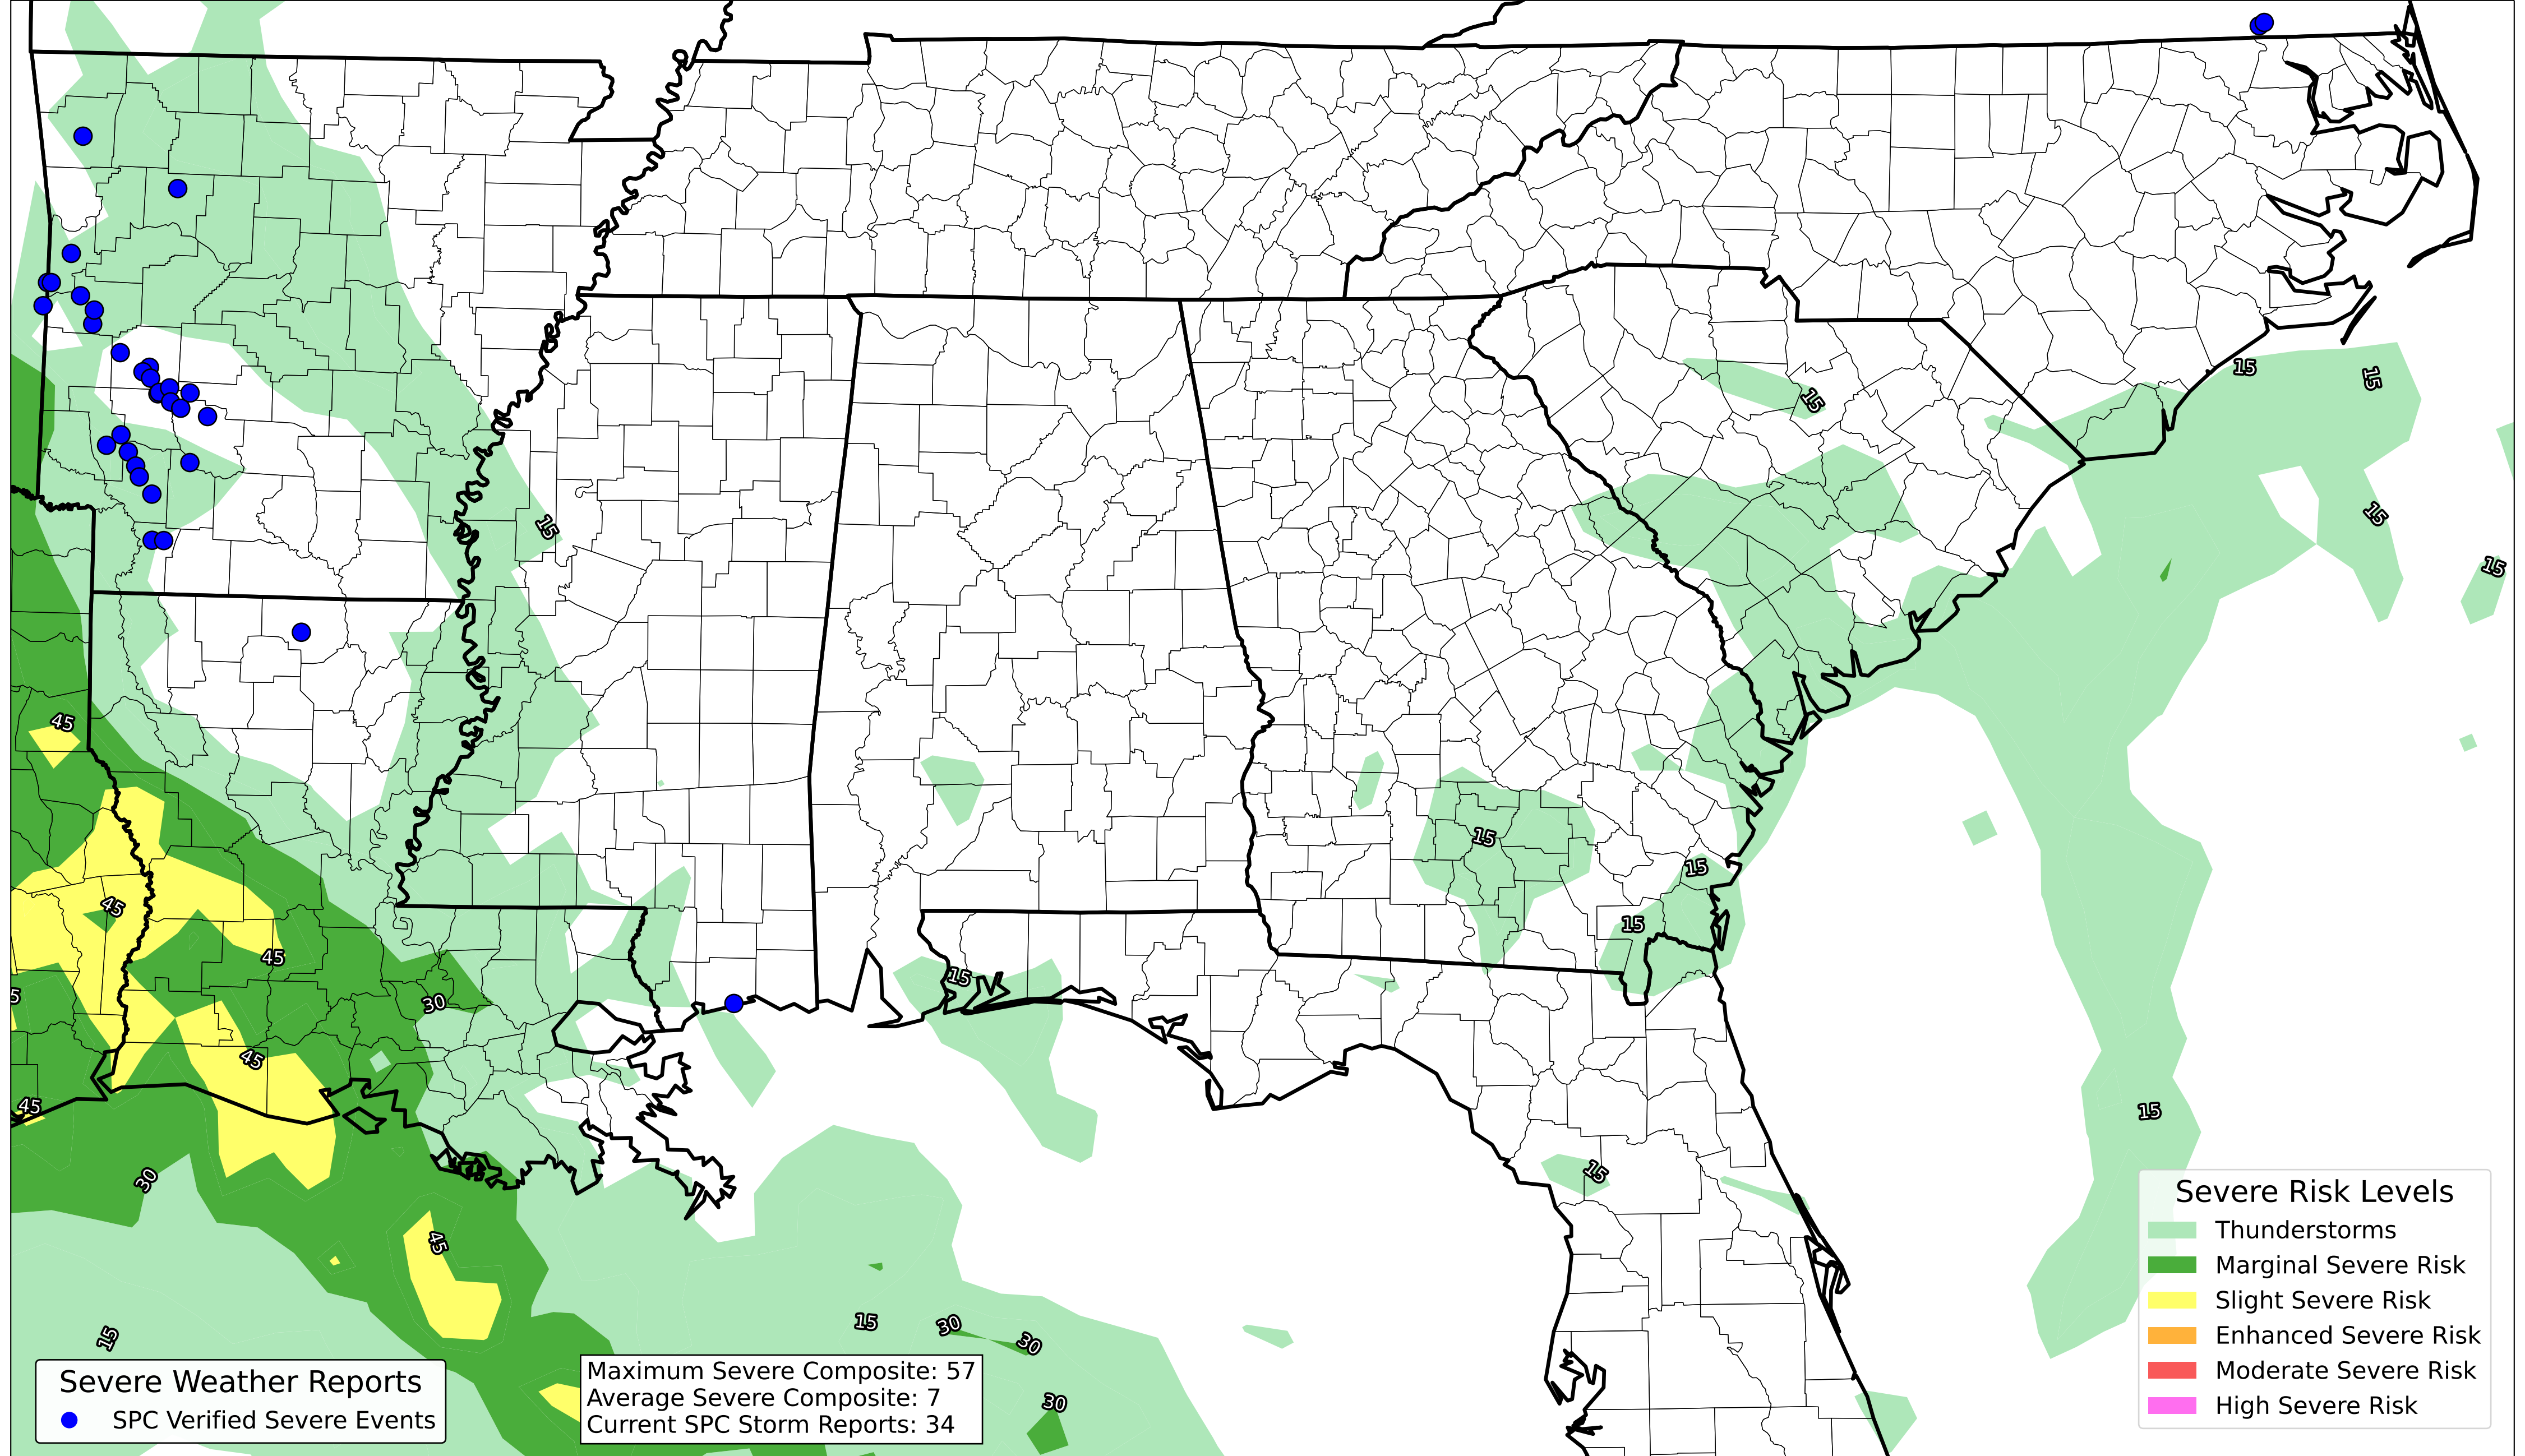 15
15
15
15
15
15
45
15
15
45
15
45
15
5
30
45
45
15
30
15
45
15
15
30
30
30
Severe Weather Reports
SPC Verified Severe Events
Maximum Severe Composite: 57
Average Severe Composite: 7
Current SPC Storm Reports: 34
Severe Risk Levels
Thunderstorms
Marginal Severe Risk
Slight Severe Risk
Enhanced Severe Risk
Moderate Severe Risk
High Severe Risk